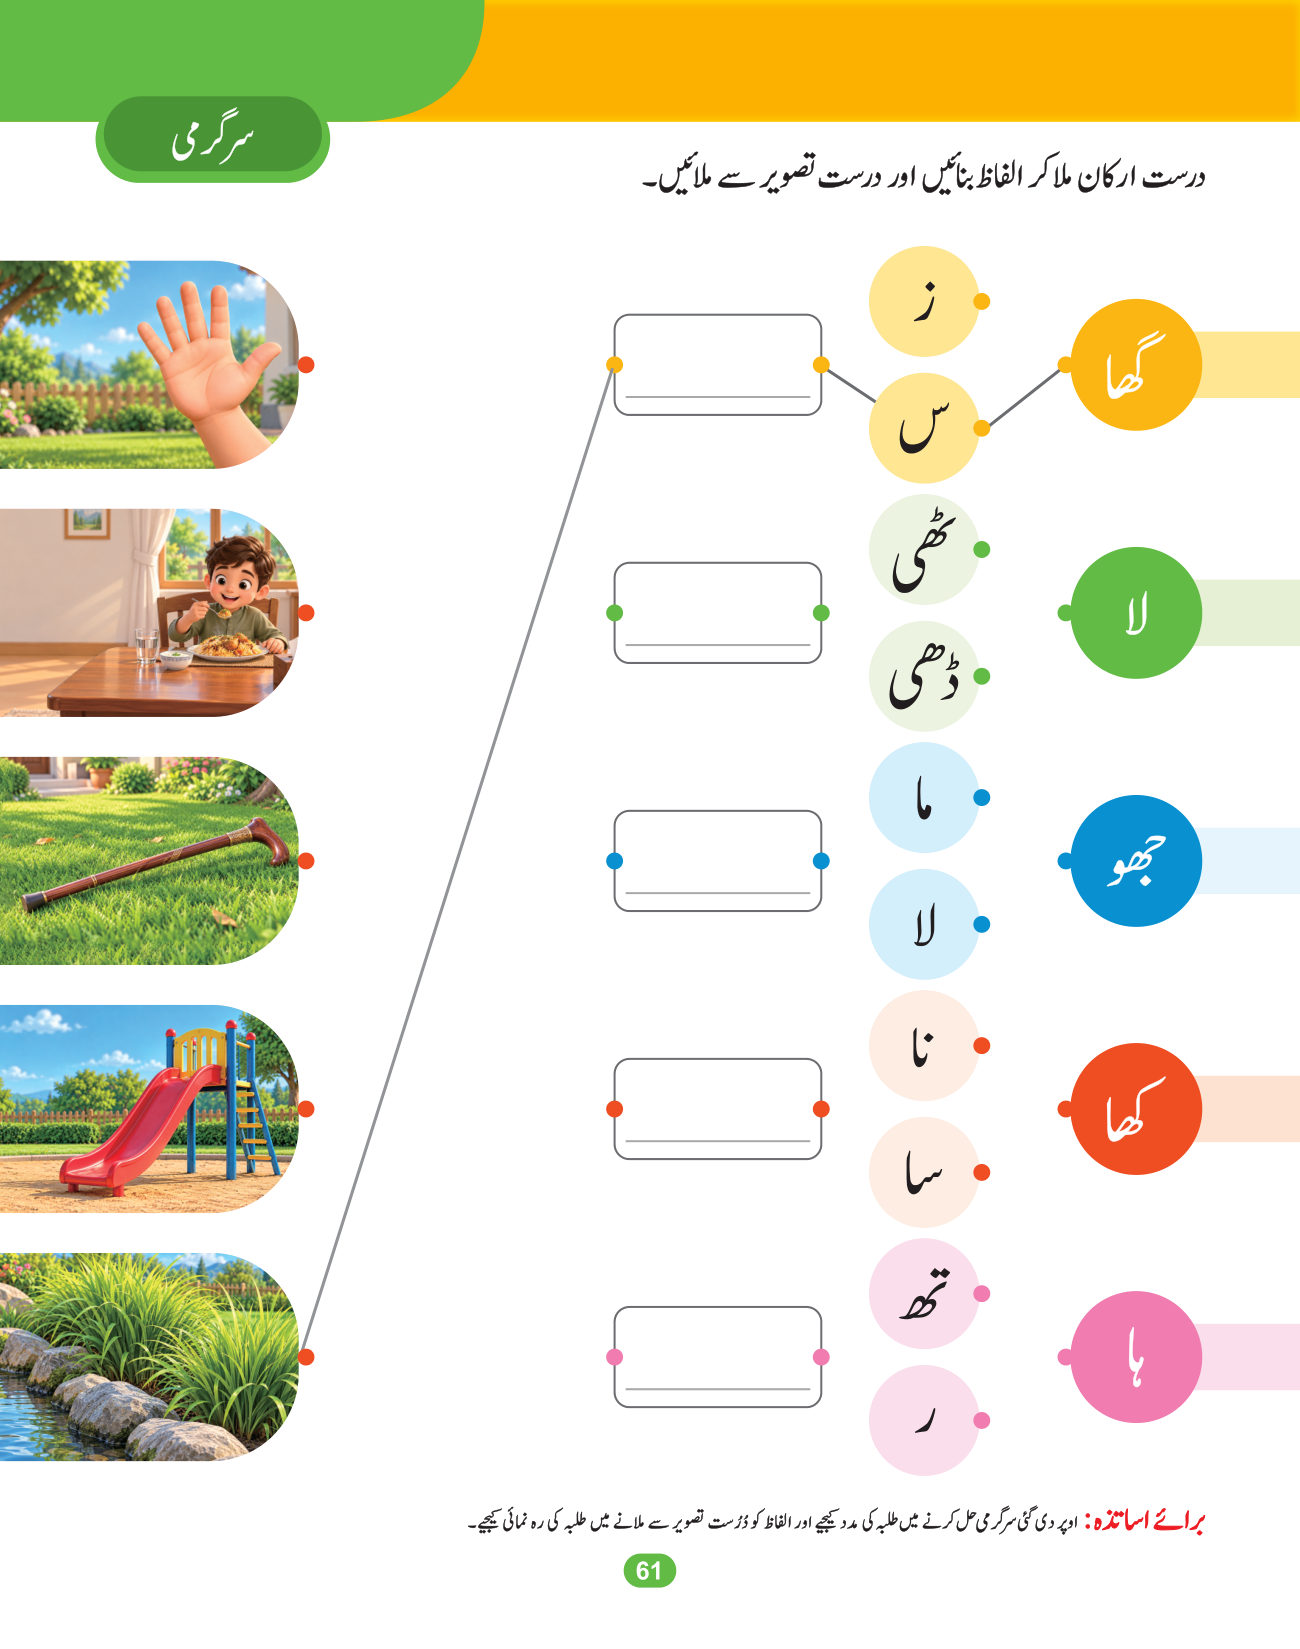 سرگرمی
درست ارکان ملا کر الفاظ بنائیں اور درست تصویر سے ملائیں۔
ز
گھا
س
ٹھی
لا
ڈھی
ما
جھو
لا
نا
کھا
سا
تھ
ہا
ر
برائے اساتذہ: اوپر دی گئی سرگرمی حل کرنے میں طلبہ کی مدد کیجیے اور الفاظ کو دُرُست تصویر سے ملانے میں طلبہ کی رہ نمائی کیجیے۔
61